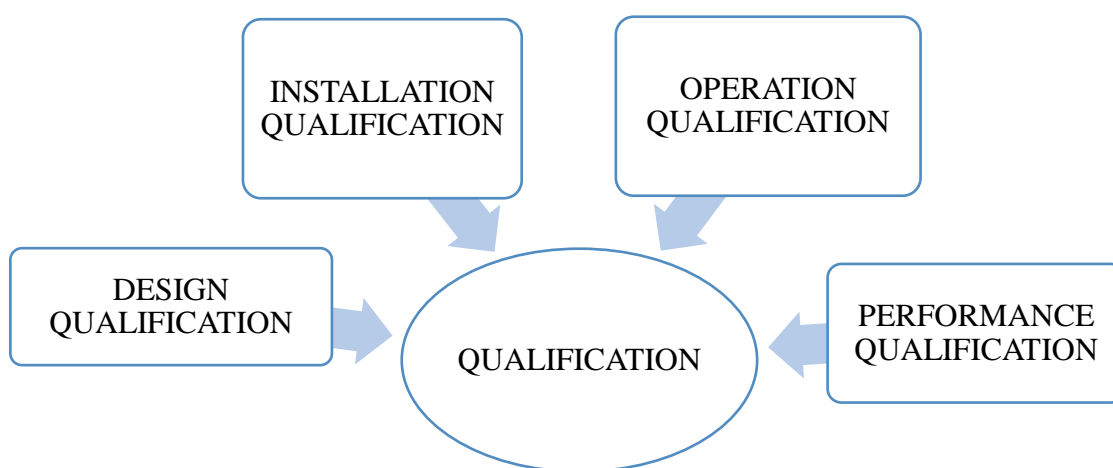 INSTALLATION
QUALIFICATION
OPERATION
QUALIFICATION
DESIGN
QUALIFICATION
QUALIFICATION
PERFORMANCE
QUALIFICATION